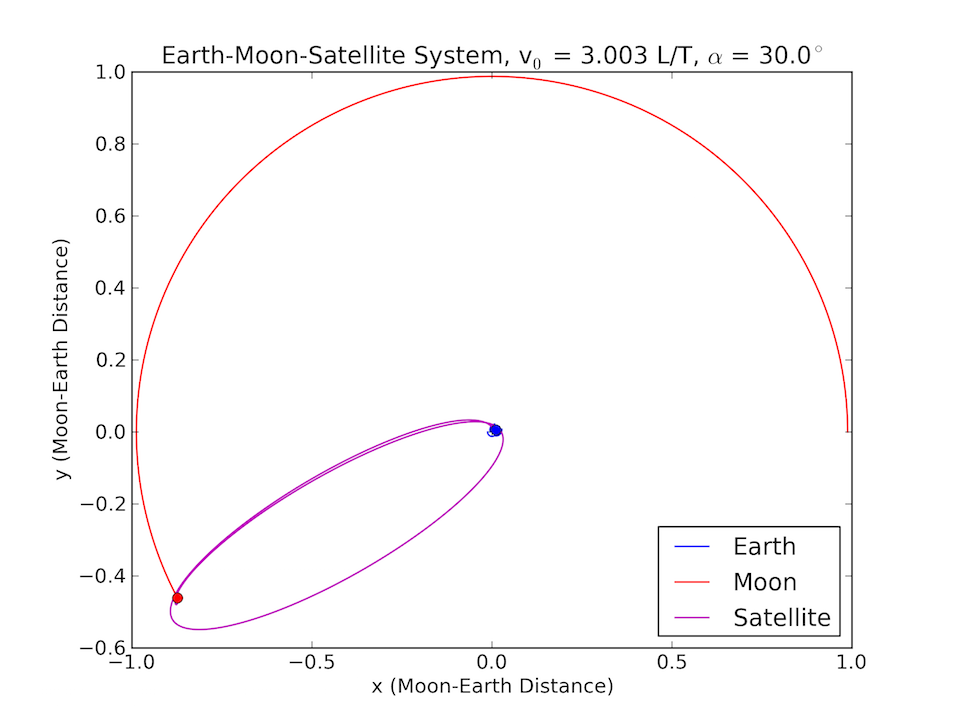 Earth-Moon-Satellite System, v₀ = 3.003 L/T, α = 30.0°
1.0
0.8
0.6
0.4
0.2
0.0
−0.2
−0.4
−0.6
y (Moon-Earth Distance)
Earth
Moon
Satellite
−1.0 −0.5 0.0 0.5 1.0
x (Moon-Earth Distance)